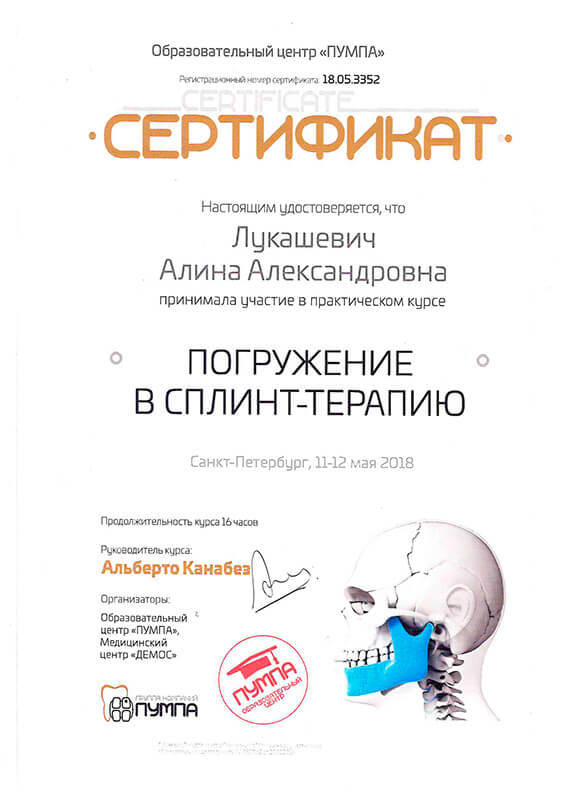 Образовательный центр «ПУМПА»
Регистрационный номер сертификата: 18.05.3352
CERTIFICATE
СЕРТИФИКАТ
Настоящим удостоверяется, что
Лукашевич
Алина Александровна
принимала участие в практическом курсе
ПОГРУЖЕНИЕ
В СПЛИНТ-ТЕРАПИЮ
Санкт-Петербург, 11-12 мая 2018
Продолжительность курса 16 часов
Руководитель курса:
Альберто Канабез
Организаторы:
Образовательный
центр «ПУМПА»,
Медицинский
центр «ДЕМОС»
ГРУППА КОМПАНИЙ
ПУМПА
ПУМПА
ОБРАЗОВАТЕЛЬНЫЙ
ЦЕНТР